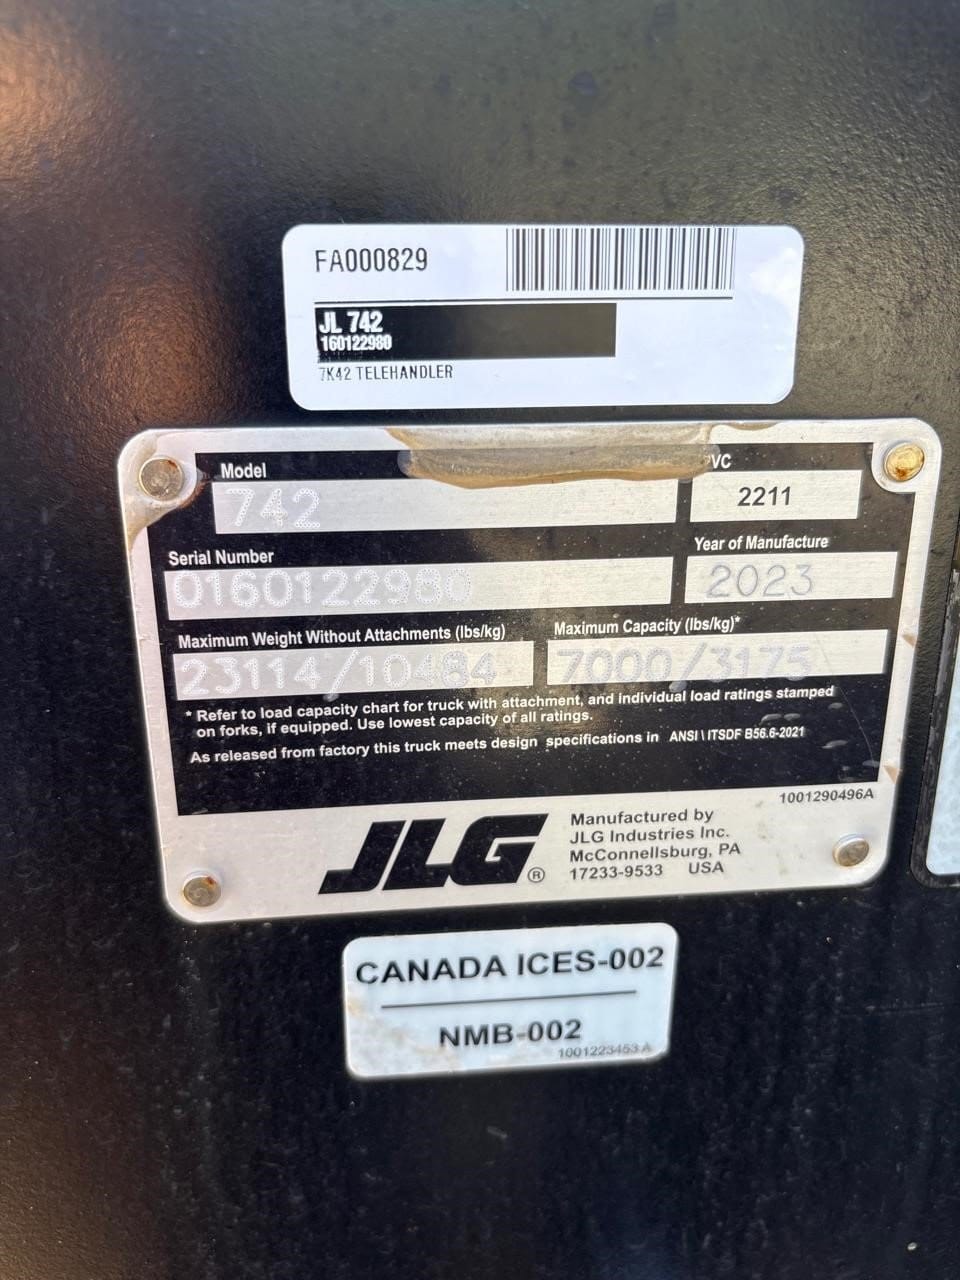 FA000829
JL 742
160122980
7K42 TELEHANDLER
Model
VC
742
2211
Serial Number
Year of Manufacture
0160122980
2023
Maximum Weight Without Attachments (lbs/kg)
Maximum Capacity (lbs/kg)*
23114/10484
7000/3175
* Refer to load capacity chart for truck with attachment, and individual load ratings stamped
on forks, if equipped. Use lowest capacity of all ratings.
As released from factory this truck meets design specifications in ANSI \ ITSDF B56.6-2021
1001290496A
JLG®
Manufactured by
JLG Industries Inc.
McConnellsburg, PA
17233-9533 USA
CANADA ICES-002
NMB-002
1001223453 A